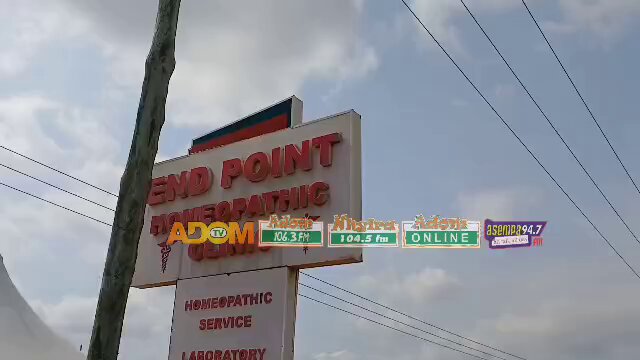 END POINT
HOMEOPATHIC
CLINIC
ADOM TV
Adom
106.3 FM
104.5 fm
Adom
ONLINE
asempa 94.7
FM
HOMEOPATHIC
SERVICE
LABORATORY